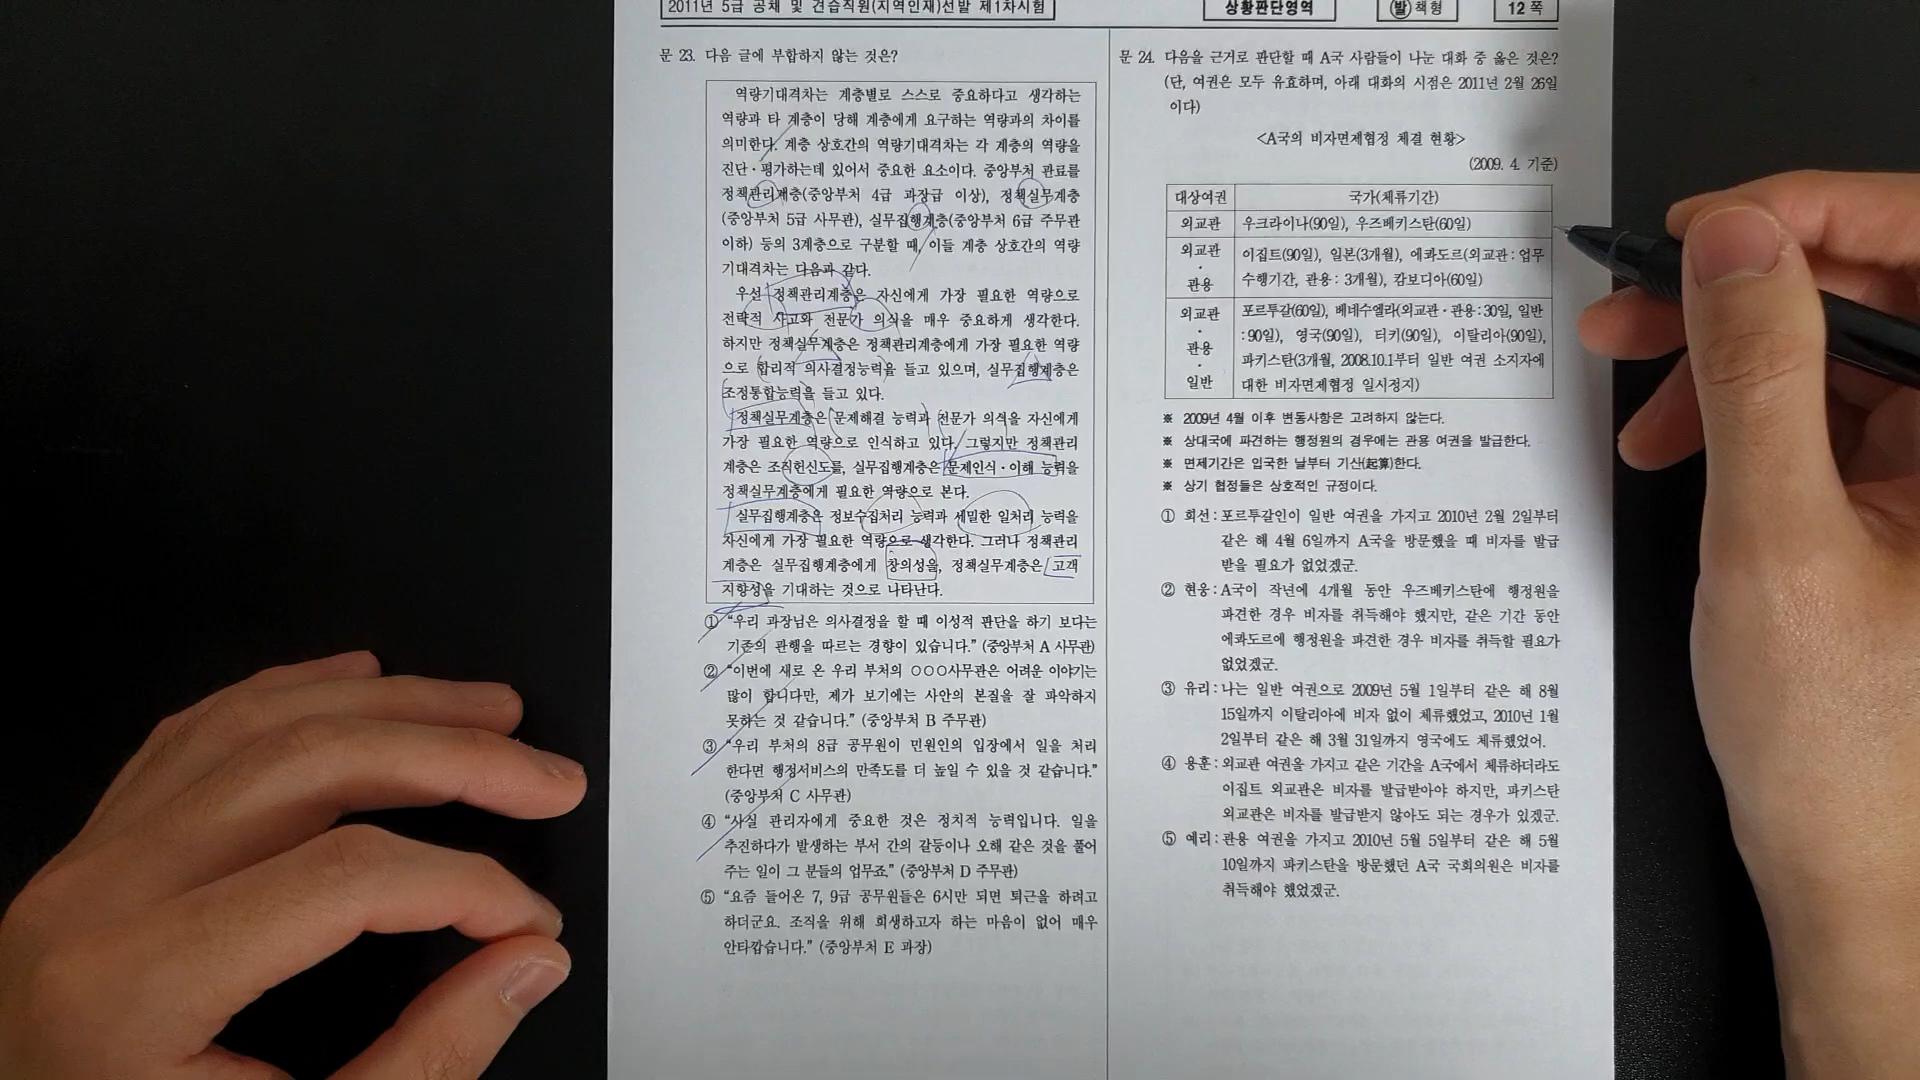 2011년 5급 공채 및 견습직원(지역인재)선발 제1차시험
상황판단영역
발 책형
12 쪽
문 23. 다음 글에 부합하지 않는 것은?
역량기대격차는 계층별로 스스로 중요하다고 생각하는
역량과 타 계층이 당해 계층에게 요구하는 역량과의 차이를
의미한다. 계층 상호간의 역량기대격차는 각 계층의 역량을
진단·평가하는데 있어서 중요한 요소이다. 중앙부처 관료를
정책관리계층(중앙부처 4급 과장급 이상), 정책실무계층
(중앙부처 5급 사무관), 실무집행계층(중앙부처 6급 주무관
이하) 등의 3계층으로 구분할 때, 이들 계층 상호간의 역량
기대격차는 다음과 같다.
우선 정책관리계층은 자신에게 가장 필요한 역량으로
전략적 사고와 전문가 의식을 매우 중요하게 생각한다.
하지만 정책실무계층은 정책관리계층에게 가장 필요한 역량
으로 합리적 의사결정능력을 들고 있으며, 실무집행계층은
조정통합능력을 들고 있다.
정책실무계층은 문제해결 능력과 전문가 의식을 자신에게
가장 필요한 역량으로 인식하고 있다. 그렇지만 정책관리
계층은 조직헌신도를, 실무집행계층은 문제인식·이해 능력을
정책실무계층에게 필요한 역량으로 본다.
실무집행계층은 정보수집처리 능력과 세밀한 일처리 능력을
자신에게 가장 필요한 역량으로 생각한다. 그러나 정책관리
계층은 실무집행계층에게 창의성을, 정책실무계층은 고객
지향성을 기대하는 것으로 나타난다.
① “우리 과장님은 의사결정을 할 때 이성적 판단을 하기 보다는
기존의 관행을 따르는 경향이 있습니다.” (중앙부처 A 사무관)
② “이번에 새로 온 우리 부처의 ○○○사무관은 어려운 이야기는
많이 합니다만, 제가 보기에는 사안의 본질을 잘 파악하지
못하는 것 같습니다.” (중앙부처 B 주무관)
③ “우리 부처의 8급 공무원이 민원인의 입장에서 일을 처리
한다면 행정서비스의 만족도를 더 높일 수 있을 것 같습니다.”
(중앙부처 C 사무관)
④ “사실 관리자에게 중요한 것은 정치적 능력입니다. 일을
추진하다가 발생하는 부서 간의 갈등이나 오해 같은 것을 풀어
주는 일이 그 분들의 업무죠.” (중앙부처 D 주무관)
⑤ “요즘 들어온 7, 9급 공무원들은 6시만 되면 퇴근을 하려고
하더군요. 조직을 위해 희생하고자 하는 마음이 없어 매우
안타깝습니다.” (중앙부처 E 과장)
문 24. 다음을 근거로 판단할 때 A국 사람들이 나눈 대화 중 옳은 것은?
(단, 여권은 모두 유효하며, 아래 대화의 시점은 2011년 2월 26일
이다)
<A국의 비자면제협정 체결 현황>
(2009. 4. 기준)
대상여권 국가(체류기간)
외교관 우크라이나(90일), 우즈베키스탄(60일)
외교관·관용 이집트(90일), 일본(3개월), 에콰도르(외교관 : 업무
수행기간, 관용 : 3개월), 캄보디아(60일)
외교관·관용·일반 포르투갈(60일), 베네수엘라(외교관·관용:30일, 일반
:90일), 영국(90일), 터키(90일), 이탈리아(90일),
파키스탄(3개월, 2008.10.1부터 일반 여권 소지자에
대한 비자면제협정 일시정지)
※ 2009년 4월 이후 변동사항은 고려하지 않는다.
※ 상대국에 파견하는 행정원의 경우에는 관용 여권을 발급한다.
※ 면제기간은 입국한 날부터 기산(起算)한다.
※ 상기 협정들은 상호적인 규정이다.
① 희선 : 포르투갈인이 일반 여권을 가지고 2010년 2월 2일부터
같은 해 4월 6일까지 A국을 방문했을 때 비자를 발급
받을 필요가 없었겠군.
② 현웅 : A국이 작년에 4개월 동안 우즈베키스탄에 행정원을
파견한 경우 비자를 취득해야 했지만, 같은 기간 동안
에콰도르에 행정원을 파견한 경우 비자를 취득할 필요가
없었겠군.
③ 유리 : 나는 일반 여권으로 2009년 5월 1일부터 같은 해 8월
15일까지 이탈리아에 비자 없이 체류했었고, 2010년 1월
2일부터 같은 해 3월 31일까지 영국에도 체류했었어.
④ 용훈 : 외교관 여권을 가지고 같은 기간을 A국에서 체류하더라도
이집트 외교관은 비자를 발급받아야 하지만, 파키스탄
외교관은 비자를 발급받지 않아도 되는 경우가 있겠군.
⑤ 예리 : 관용 여권을 가지고 2010년 5월 5일부터 같은 해 5월
10일까지 파키스탄을 방문했던 A국 국회의원은 비자를
취득해야 했었겠군.